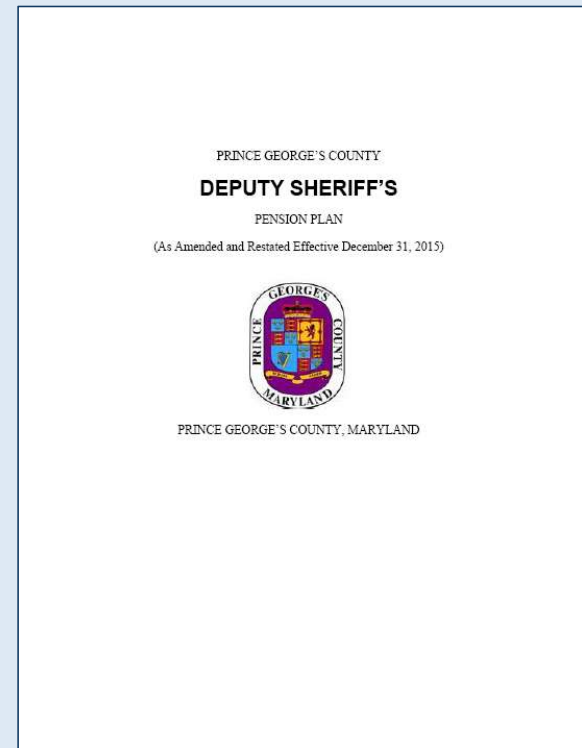 PRINCE GEORGE'S COUNTY
DEPUTY SHERIFF'S
PENSION PLAN
(As Amended and Restated Effective December 31, 2015)
PRINCE GEORGE'S COUNTY
MARYLAND
PRINCE GEORGE'S COUNTY, MARYLAND